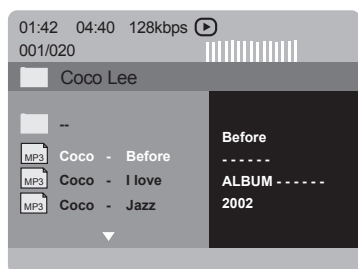 01:42 04:40 128kbps
001/020
Coco Lee
--
MP3 Coco - Before
MP3 Coco - I love
MP3 Coco - Jazz
Before
- - - - - -
ALBUM - - - - - -
2002